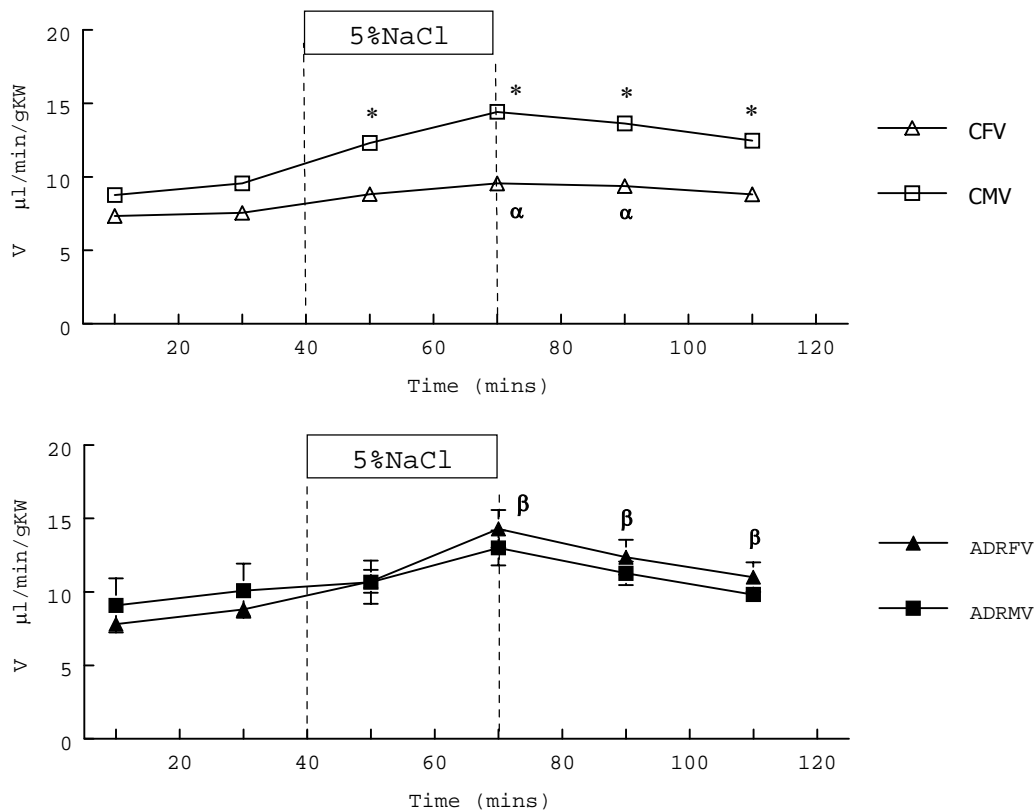 20
5%NaCl
15
10
5
0
V µl/min/gKW
* * * *
α α
20 40 60 80 100 120
Time (mins)
CFV
CMV
20
5%NaCl
15
10
5
0
V µl/min/gKW
β β β
20 40 60 80 100 120
Time (mins)
ADRFV
ADRMV